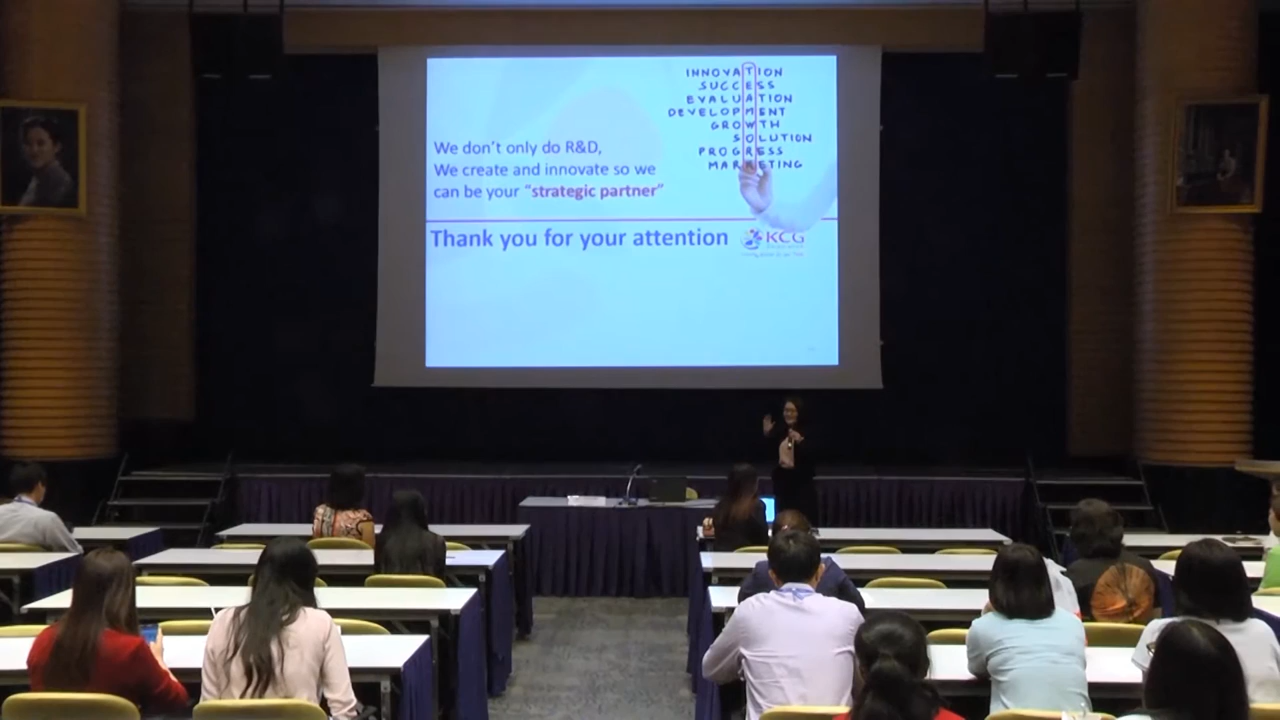 INNOVATION
SUCCESS
EVALUATION
DEVELOPMENT
GROWTH
SOLUTION
PROGRESS
MARKETING
We don't only do R&D,
We create and innovate so we
can be your "strategic partner"
Thank you for your attention
KCG